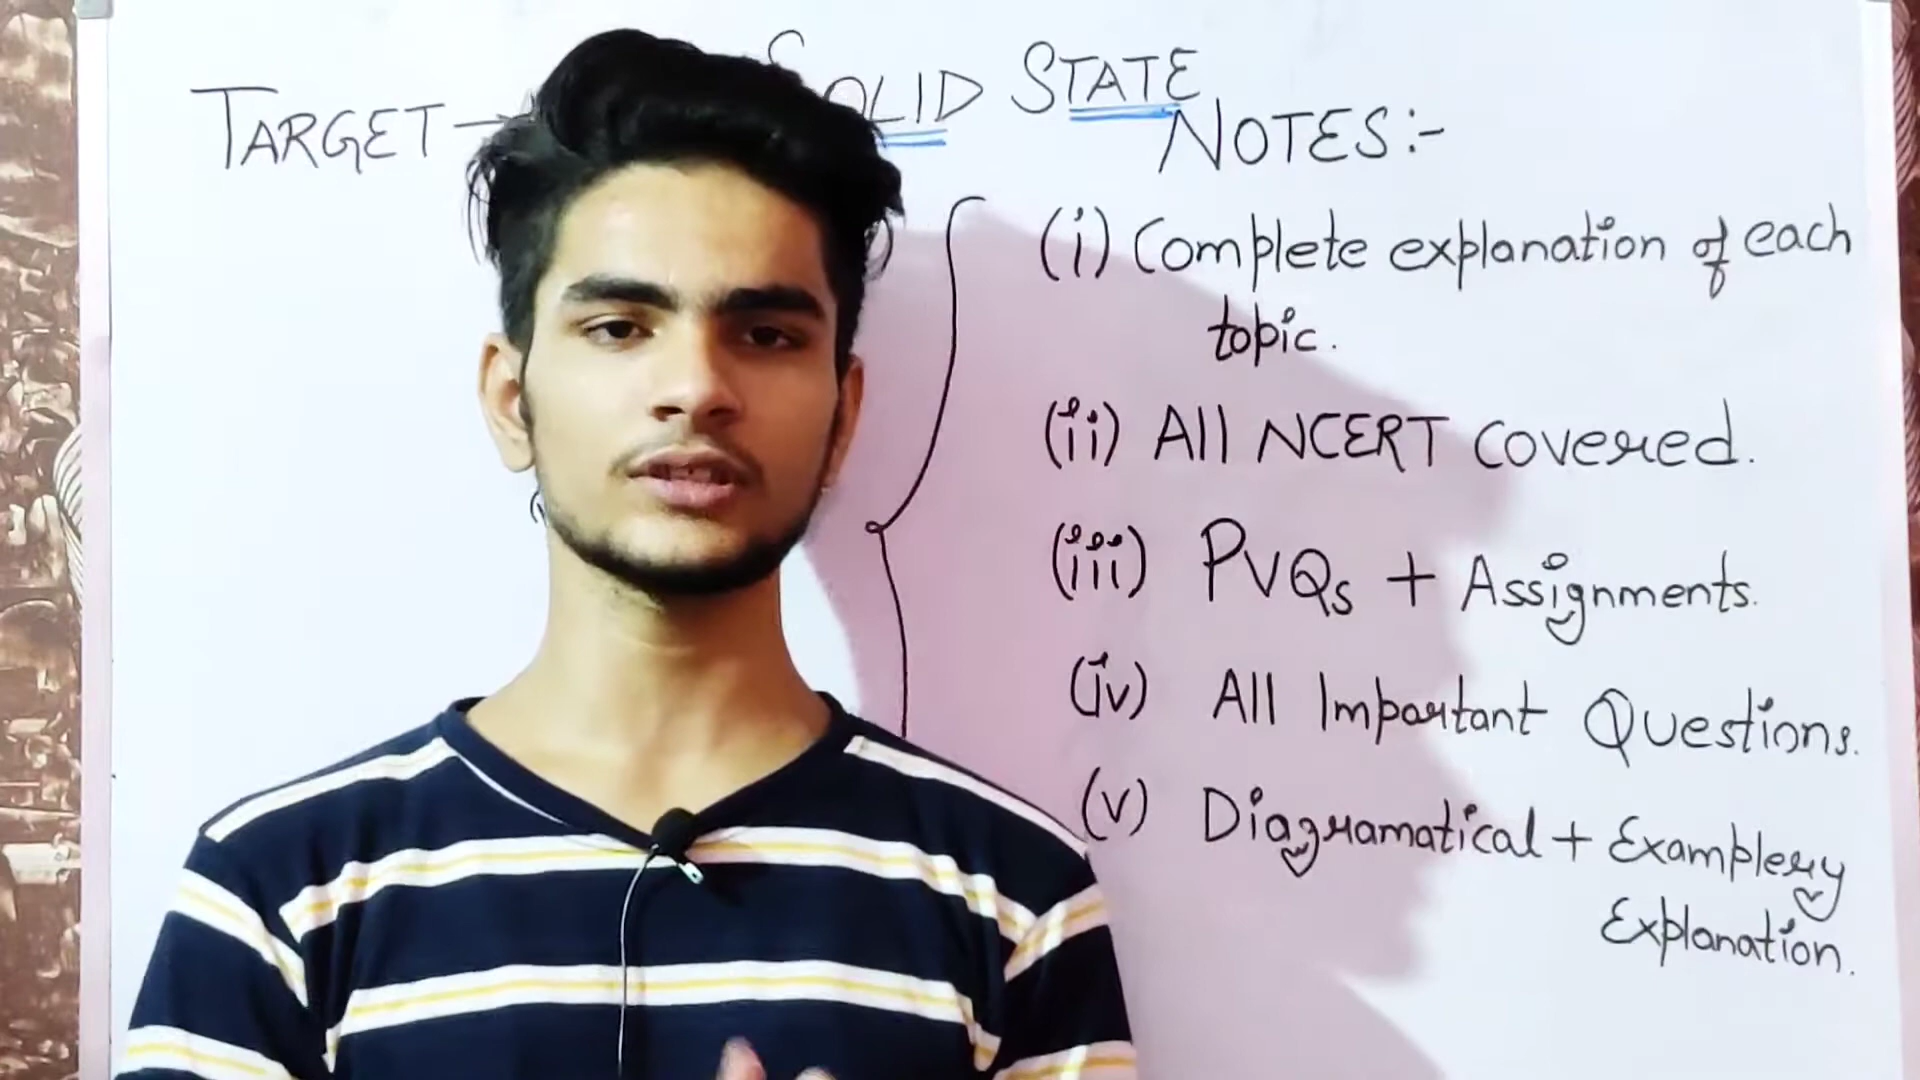 TARGET → SOLID STATE
NOTES:-
(i) Complete explanation of each
topic.
(ii) All NCERT covered.
(iii) PVQs + Assignments.
(iv) All Important Questions.
(v) Diagramatical + Examplery
Explanation.